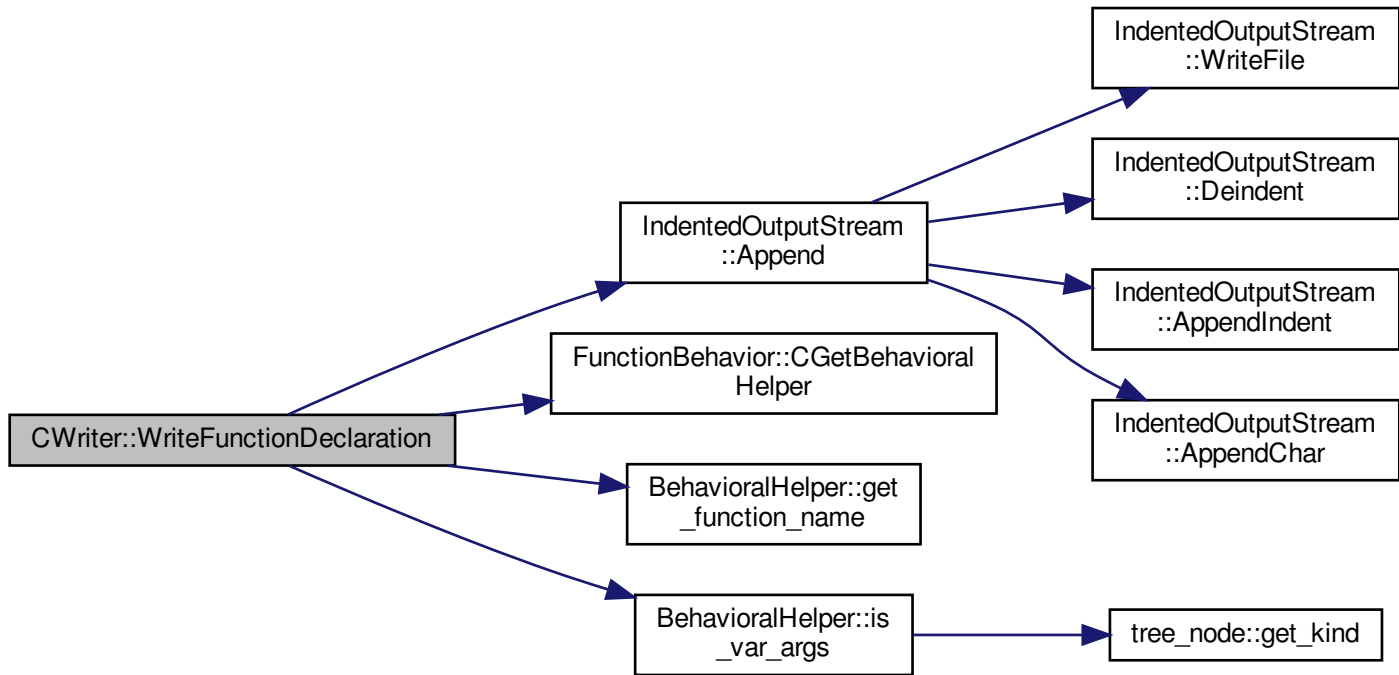 IndentedOutputStream
::WriteFile
IndentedOutputStream
::Deindent
IndentedOutputStream
::Append
IndentedOutputStream
::AppendIndent
FunctionBehavior::CGetBehavioral
Helper
IndentedOutputStream
::AppendChar
CWriter::WriteFunctionDeclaration
BehavioralHelper::get
_function_name
BehavioralHelper::is
_var_args
tree_node::get_kind